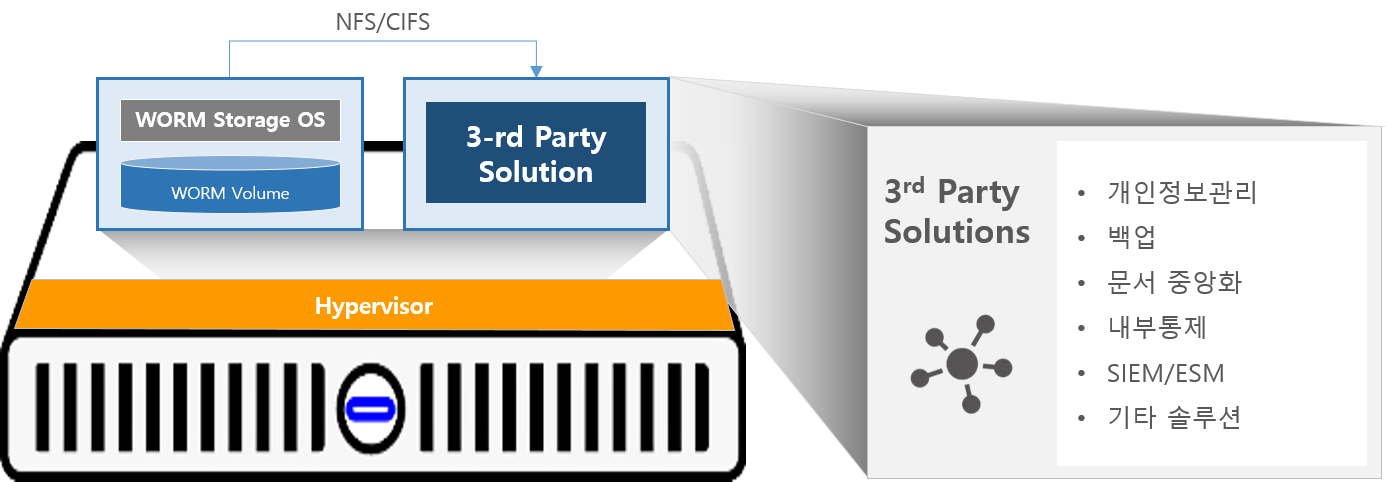 NFS/CIFS
WORM Storage OS
WORM Volume
3-rd Party
Solution
Hypervisor
3rd Party
Solutions
• 개인정보관리
• 백업
• 문서 중앙화
• 내부통제
• SIEM/ESM
• 기타 솔루션